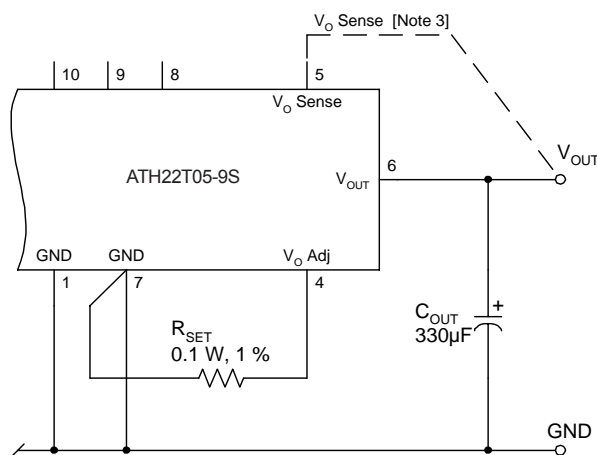 V_O Sense [Note 3]
10
9
8
5
V_O Sense
ATH22T05-9S
V_OUT
6
V_OUT
GND
GND
V_O Adj
1
7
4
R_SET
0.1 W, 1 %
C_OUT
330µF
+
GND